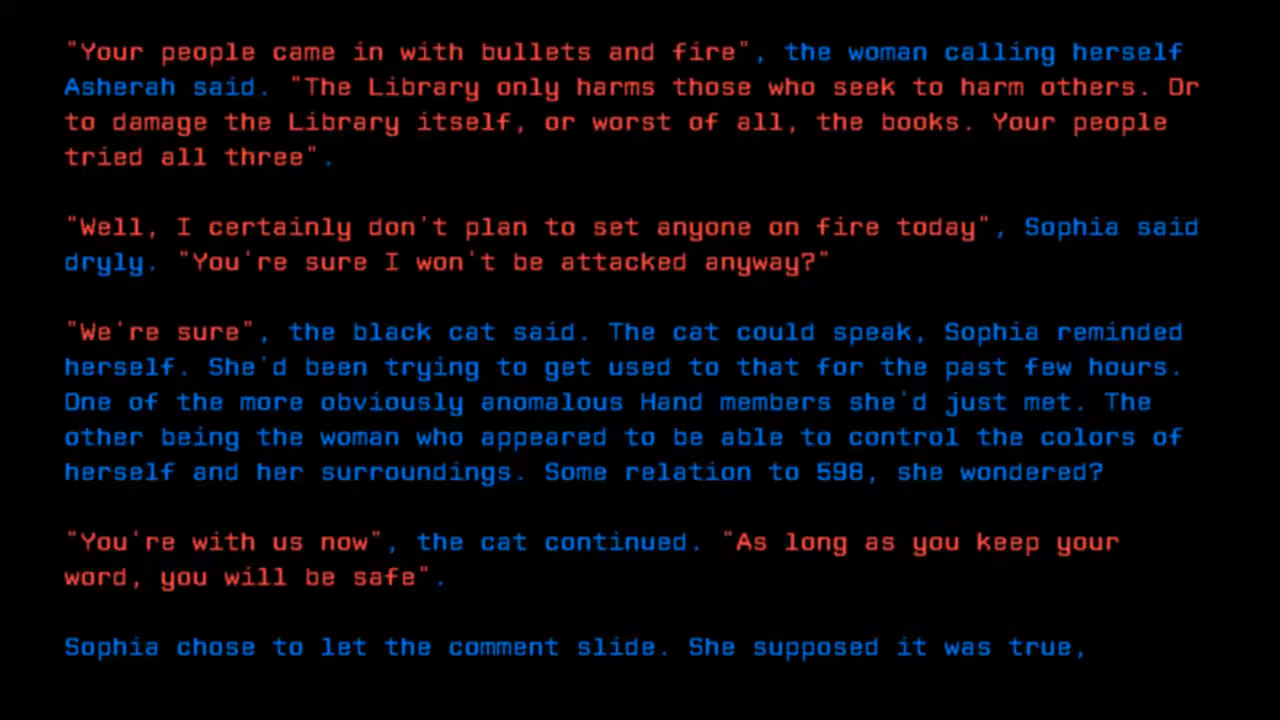 "Your people came in with bullets and fire", the woman calling herself
Asherah said. "The Library only harms those who seek to harm others. Or
to damage the Library itself, or worst of all, the books. Your people
tried all three".
"Well, I certainly don't plan to set anyone on fire today", Sophia said
dryly. "You're sure I won't be attacked anyway?"
"We're sure", the black cat said. The cat could speak, Sophia reminded
herself. She'd been trying to get used to that for the past few hours.
One of the more obviously anomalous Hand members she'd just met. The
other being the woman who appeared to be able to control the colors of
herself and her surroundings. Some relation to 598, she wondered?
"You're with us now", the cat continued. "As long as you keep your
word, you will be safe".
Sophia chose to let the comment slide. She supposed it was true,